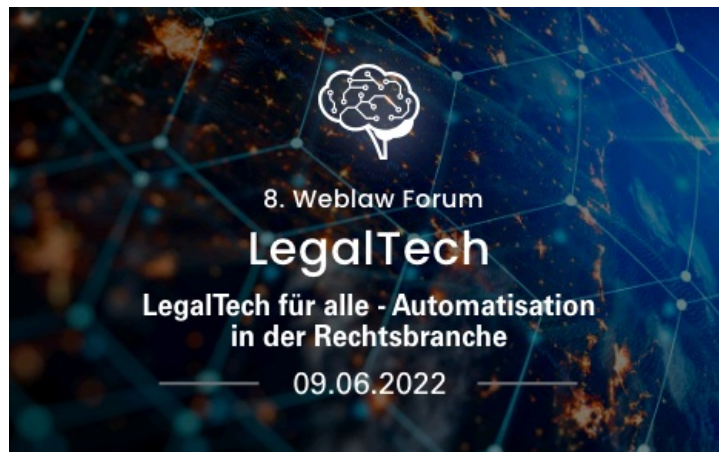 8. Weblaw Forum
LegalTech
LegalTech für alle - Automatisation
in der Rechtsbranche
09.06.2022